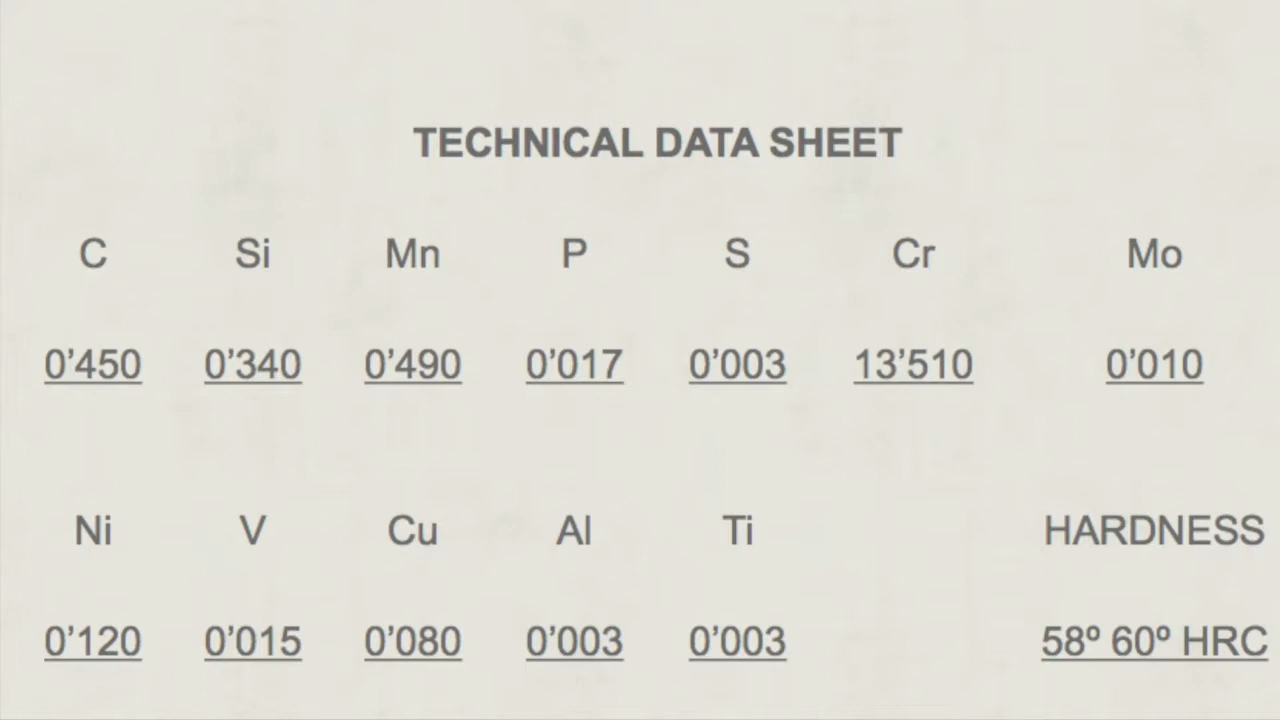 TECHNICAL DATA SHEET
C Si Mn P S Cr Mo
0’450 0’340 0’490 0’017 0’003 13’510 0’010
Ni V Cu Al Ti HARDNESS
0’120 0’015 0’080 0’003 0’003 58º 60º HRC